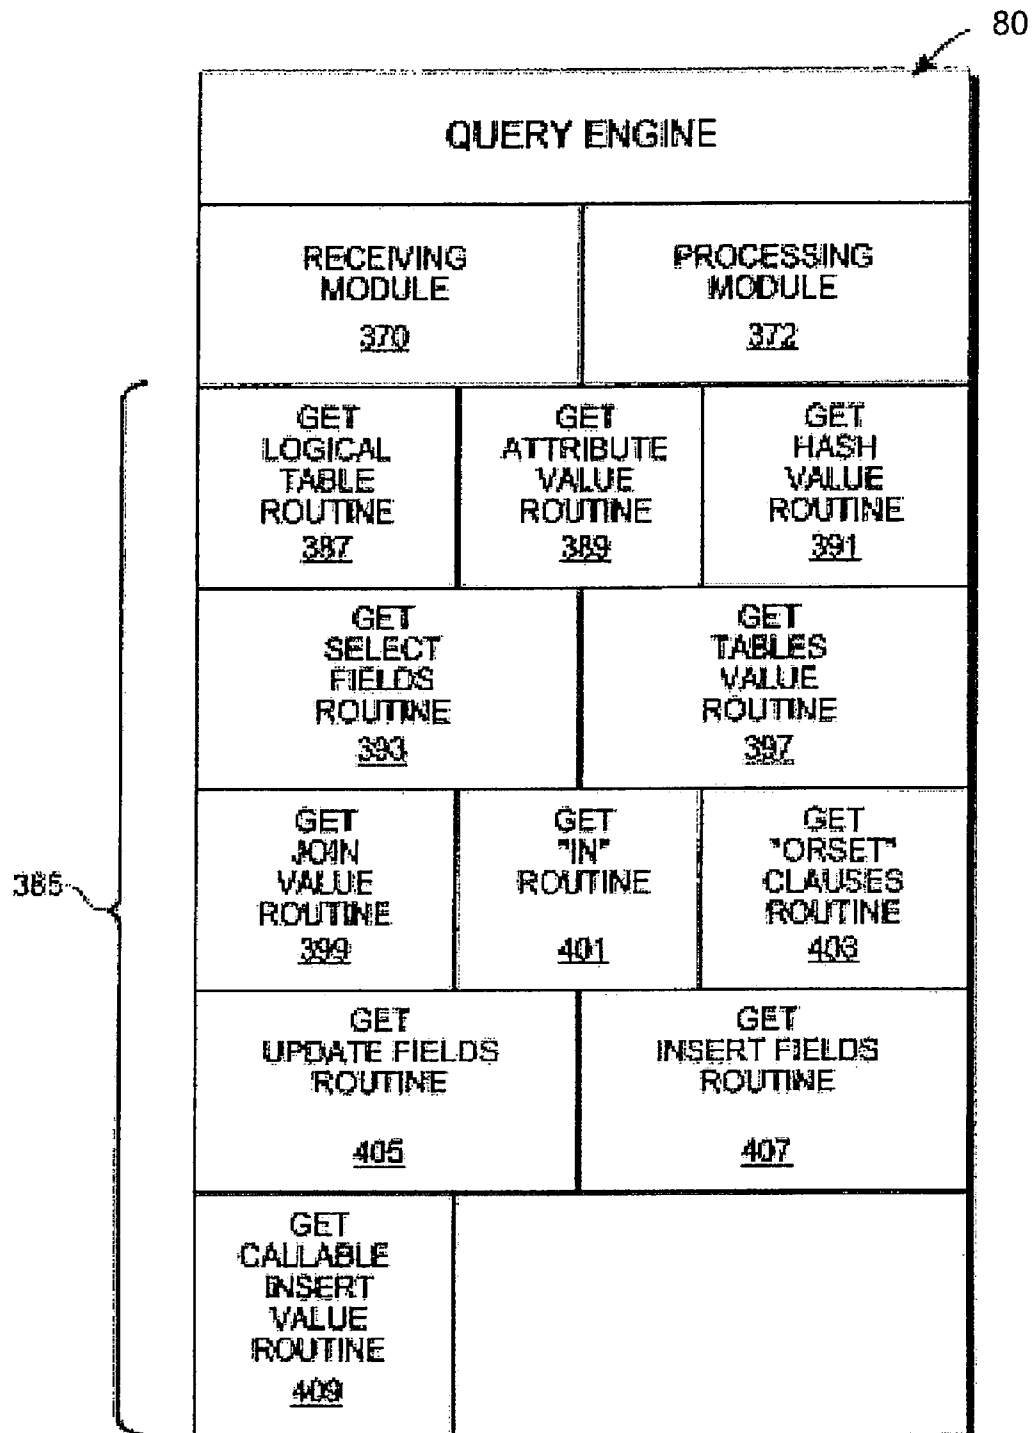 80
QUERY ENGINE
RECEIVING
MODULE
370
PROCESSING
MODULE
372
GET
LOGICAL
TABLE
ROUTINE
387
GET
ATTRIBUTE
VALUE
ROUTINE
389
GET
HASH
VALUE
ROUTINE
391
GET
SELECT
FIELDS
ROUTINE
393
GET
TABLES
VALUE
ROUTINE
397
385
GET
JOIN
VALUE
ROUTINE
399
GET
"IN"
ROUTINE
401
GET
"ORSET"
CLAUSES
ROUTINE
403
GET
UPDATE FIELDS
ROUTINE
405
GET
INSERT FIELDS
ROUTINE
407
GET
CALLABLE
INSERT
VALUE
ROUTINE
409